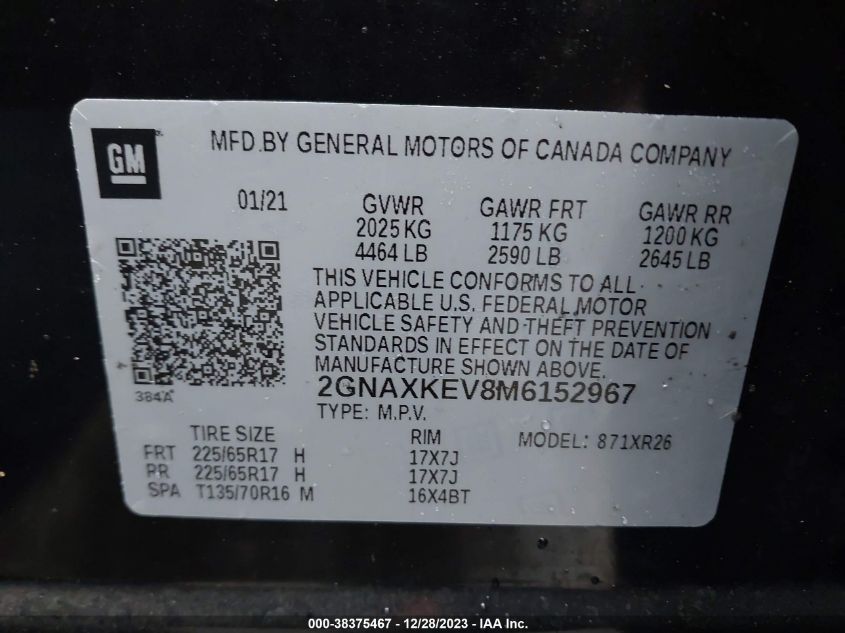 GM
MFD.BY GENERAL MOTORS OF CANADA COMPANY
01/21
GVWR GAWR FRT GAWR RR
2025 KG 1175 KG 1200 KG
4464 LB 2590 LB 2645 LB
THIS VEHICLE CONFORMS TO ALL
APPLICABLE U.S. FEDERAL MOTOR
VEHICLE SAFETY AND THEFT PREVENTION
STANDARDS IN EFFECT ON THE DATE OF
MANUFACTURE SHOWN ABOVE.
384A
2GNAXKEV8M6152967
TYPE: M.P.V.
TIRE SIZE RIM MODEL: 871XR26
FRT 225/65R17 H 17X7J
RR 225/65R17 H 17X7J
SPA T135/70R16 M 16X4BT
000-38375467 - 12/28/2023 - IAA Inc.